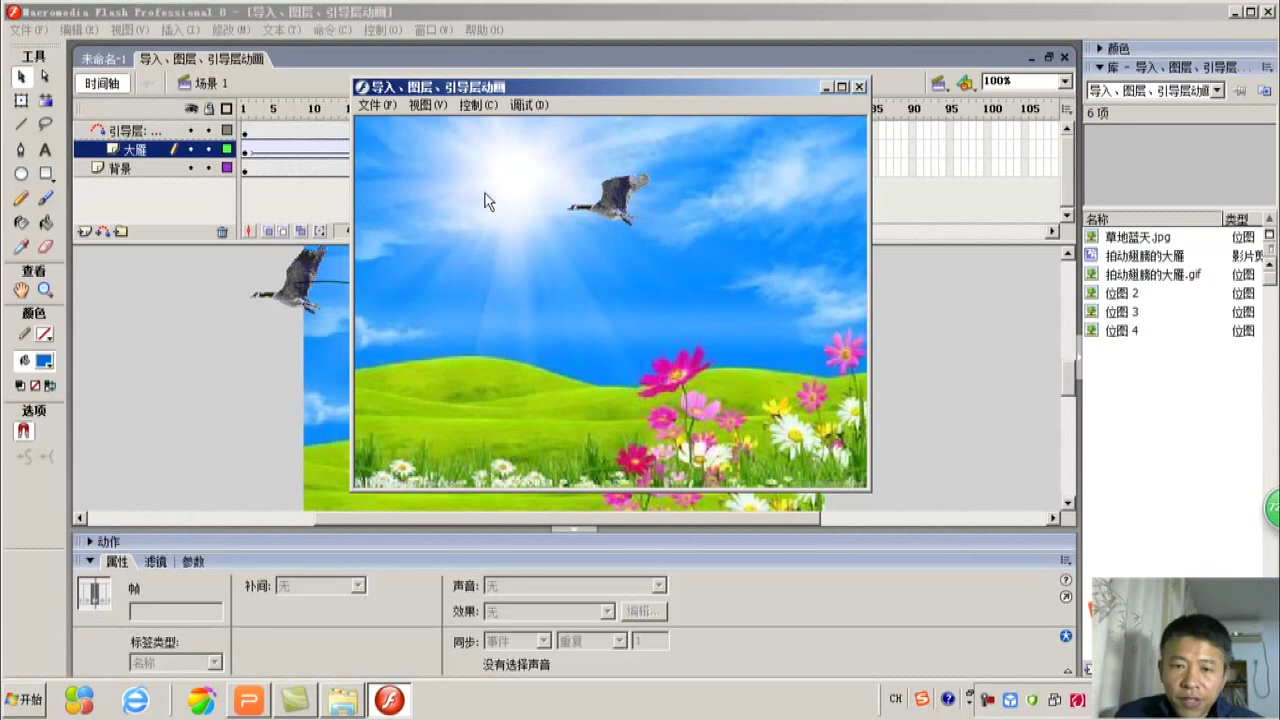 Macromedia Flash Professional 8 - [导入、图层、引导层动画]
文件(F) 编辑(E) 视图(V) 插入(I) 修改(M) 文本(T) 命令(C) 控制(O) 窗口(W) 帮助(H)
工具
未命名-1 导入、图层、引导层动画
时间轴 场景 1 100%
1 5 10 85 90 95 100 105
引导层: ...
大雁
背景
导入、图层、引导层动画
文件(F) 视图(V) 控制(C) 调试(D)
查看
颜色
选项
颜色
库 - 导入、图层、引导层...
导入、图层、引导层动画
6 项
名称 类型
草地蓝天.jpg 位图
拍动翅膀的大雁 影片剪
拍动翅膀的大雁.gif 位图
位图 2 位图
位图 3 位图
位图 4 位图
动作
属性 滤镜 参数
帧 补间: 无 声音: 无
效果: 无 编辑...
标签类型: 同步: 事件 重复 1
名称 没有选择声音
72
开始 CH